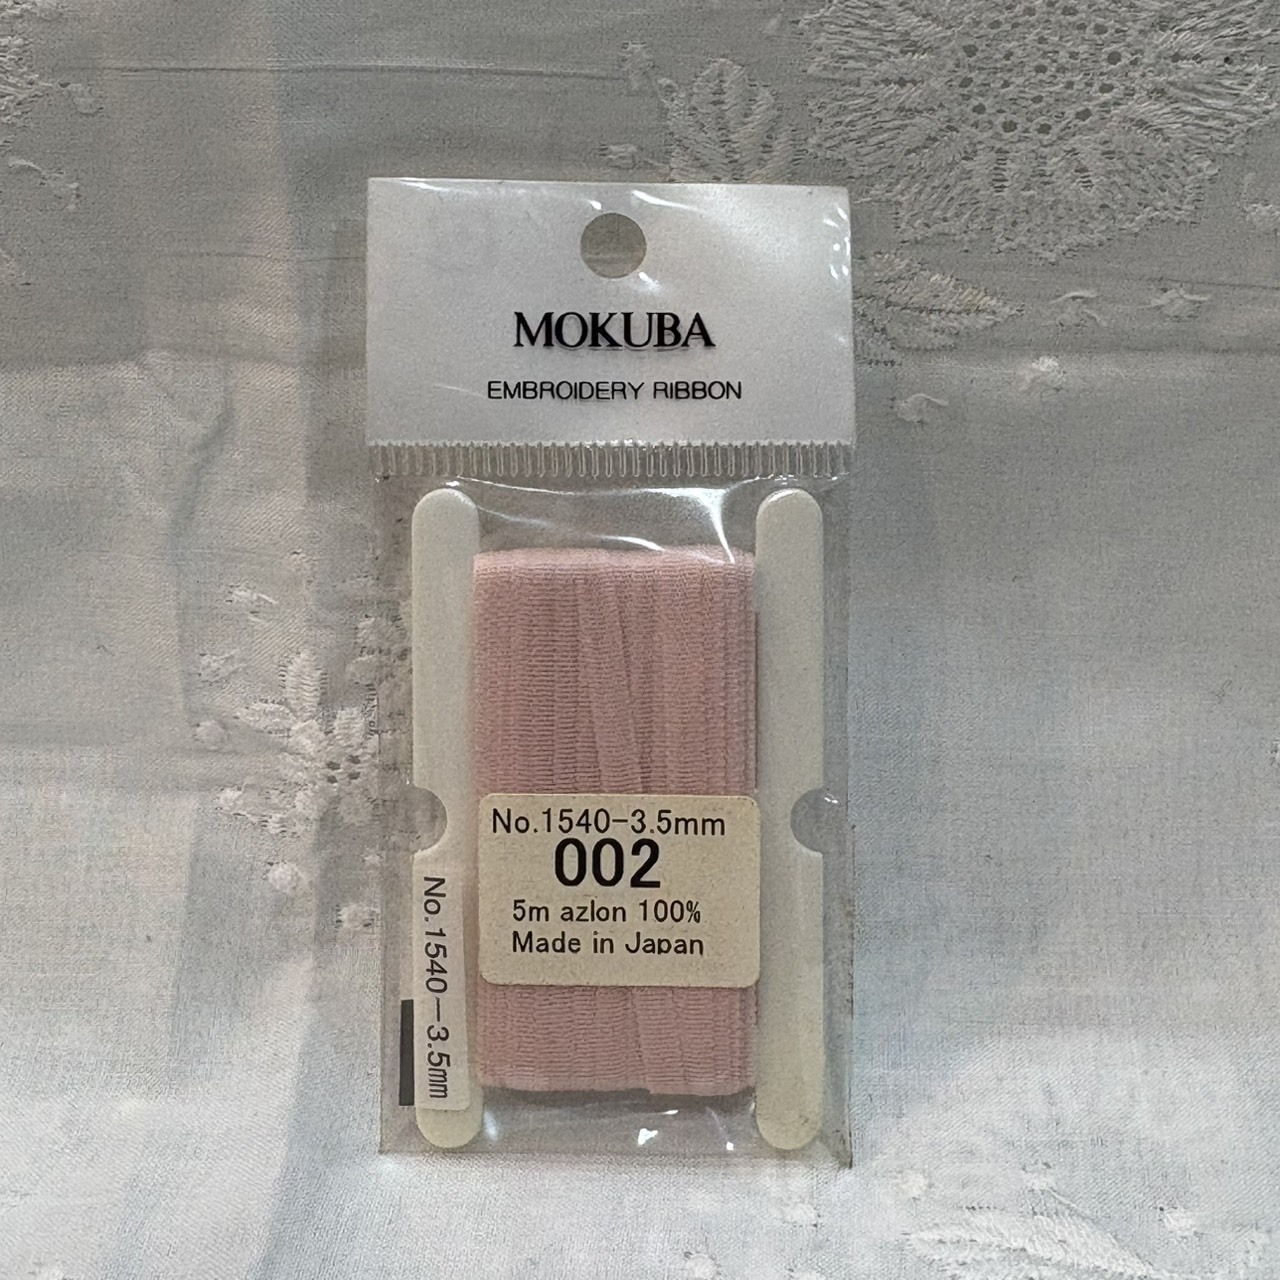 MOKUBA
EMBROIDERY RIBBON
No.1540-3.5mm
002
5m azlon 100%
Made in Japan
No.1540—3.5mm